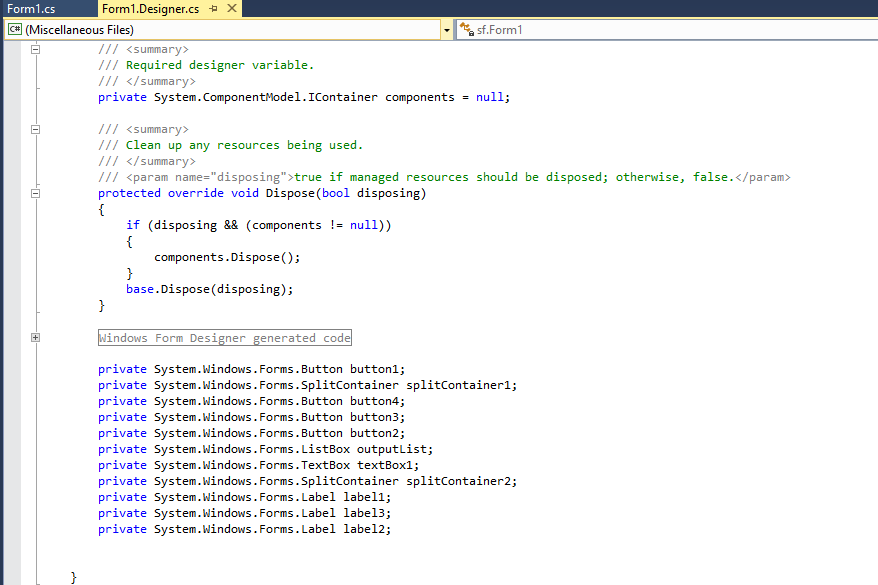 Form1.cs
Form1.Designer.cs
C# (Miscellaneous Files)
sf.Form1
/// <summary>
/// Required designer variable.
/// </summary>
private System.ComponentModel.IContainer components = null;
/// <summary>
/// Clean up any resources being used.
/// </summary>
/// <param name="disposing">true if managed resources should be disposed; otherwise, false.</param>
protected override void Dispose(bool disposing)
{
if (disposing && (components != null))
{
components.Dispose();
}
base.Dispose(disposing);
}
Windows Form Designer generated code
private System.Windows.Forms.Button button1;
private System.Windows.Forms.SplitContainer splitContainer1;
private System.Windows.Forms.Button button4;
private System.Windows.Forms.Button button3;
private System.Windows.Forms.Button button2;
private System.Windows.Forms.ListBox outputList;
private System.Windows.Forms.TextBox textBox1;
private System.Windows.Forms.SplitContainer splitContainer2;
private System.Windows.Forms.Label label1;
private System.Windows.Forms.Label label3;
private System.Windows.Forms.Label label2;
}